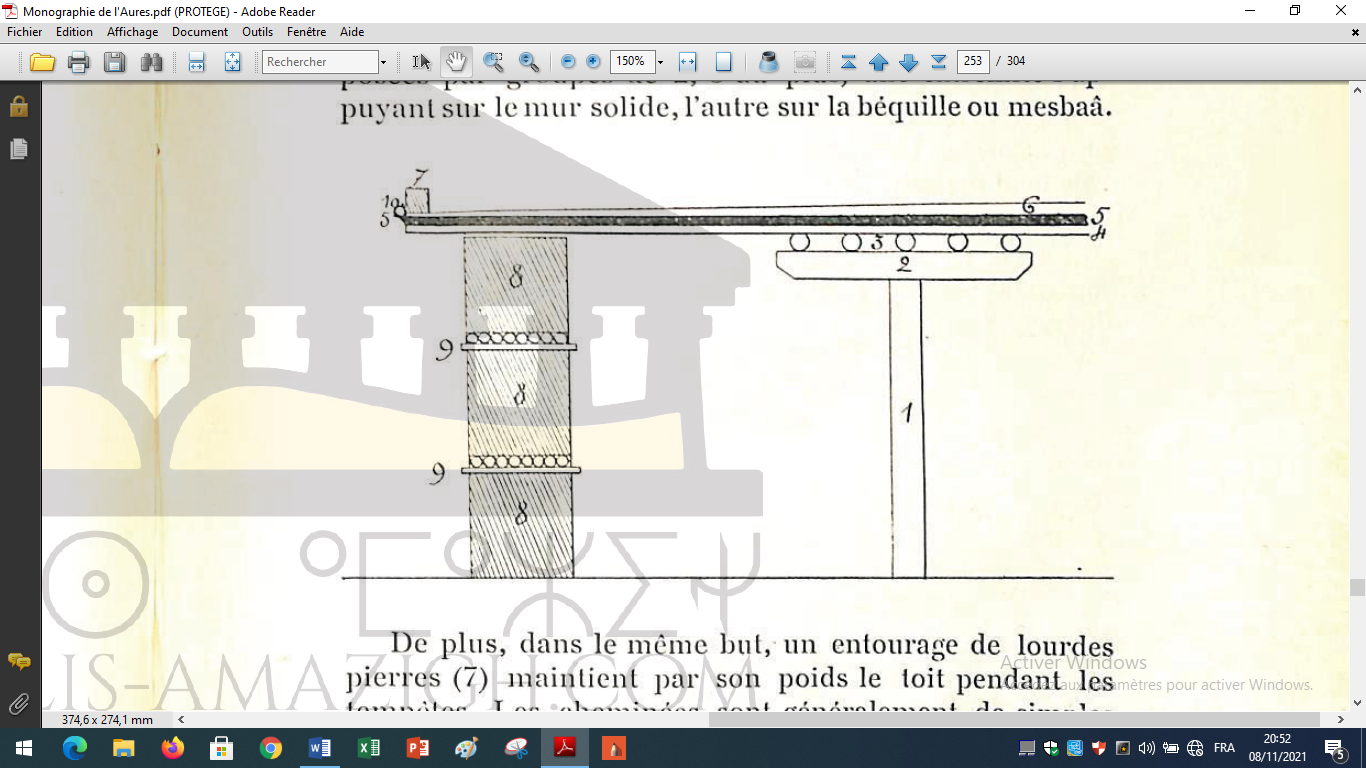 Monographie de l'Aures.pdf (PROTEGE) - Adobe Reader
Fichier Edition Affichage Document Outils Fenêtre Aide
Rechercher 150% 253 / 304
puyant sur le mur solide, l'autre sur la béquille ou mesbaâ.
7
10
5
6
5
4
3
2
8
9
8
1
9
8
De plus, dans le même but, un entourage de lourdes
pierres (7) maintient par son poids le toit pendant les
LIS-AMAZIGH.COM
Activer Windows
Accédez aux paramètres pour activer Windows.
374,6 x 274,1 mm
FRA
20:52
08/11/2021
5